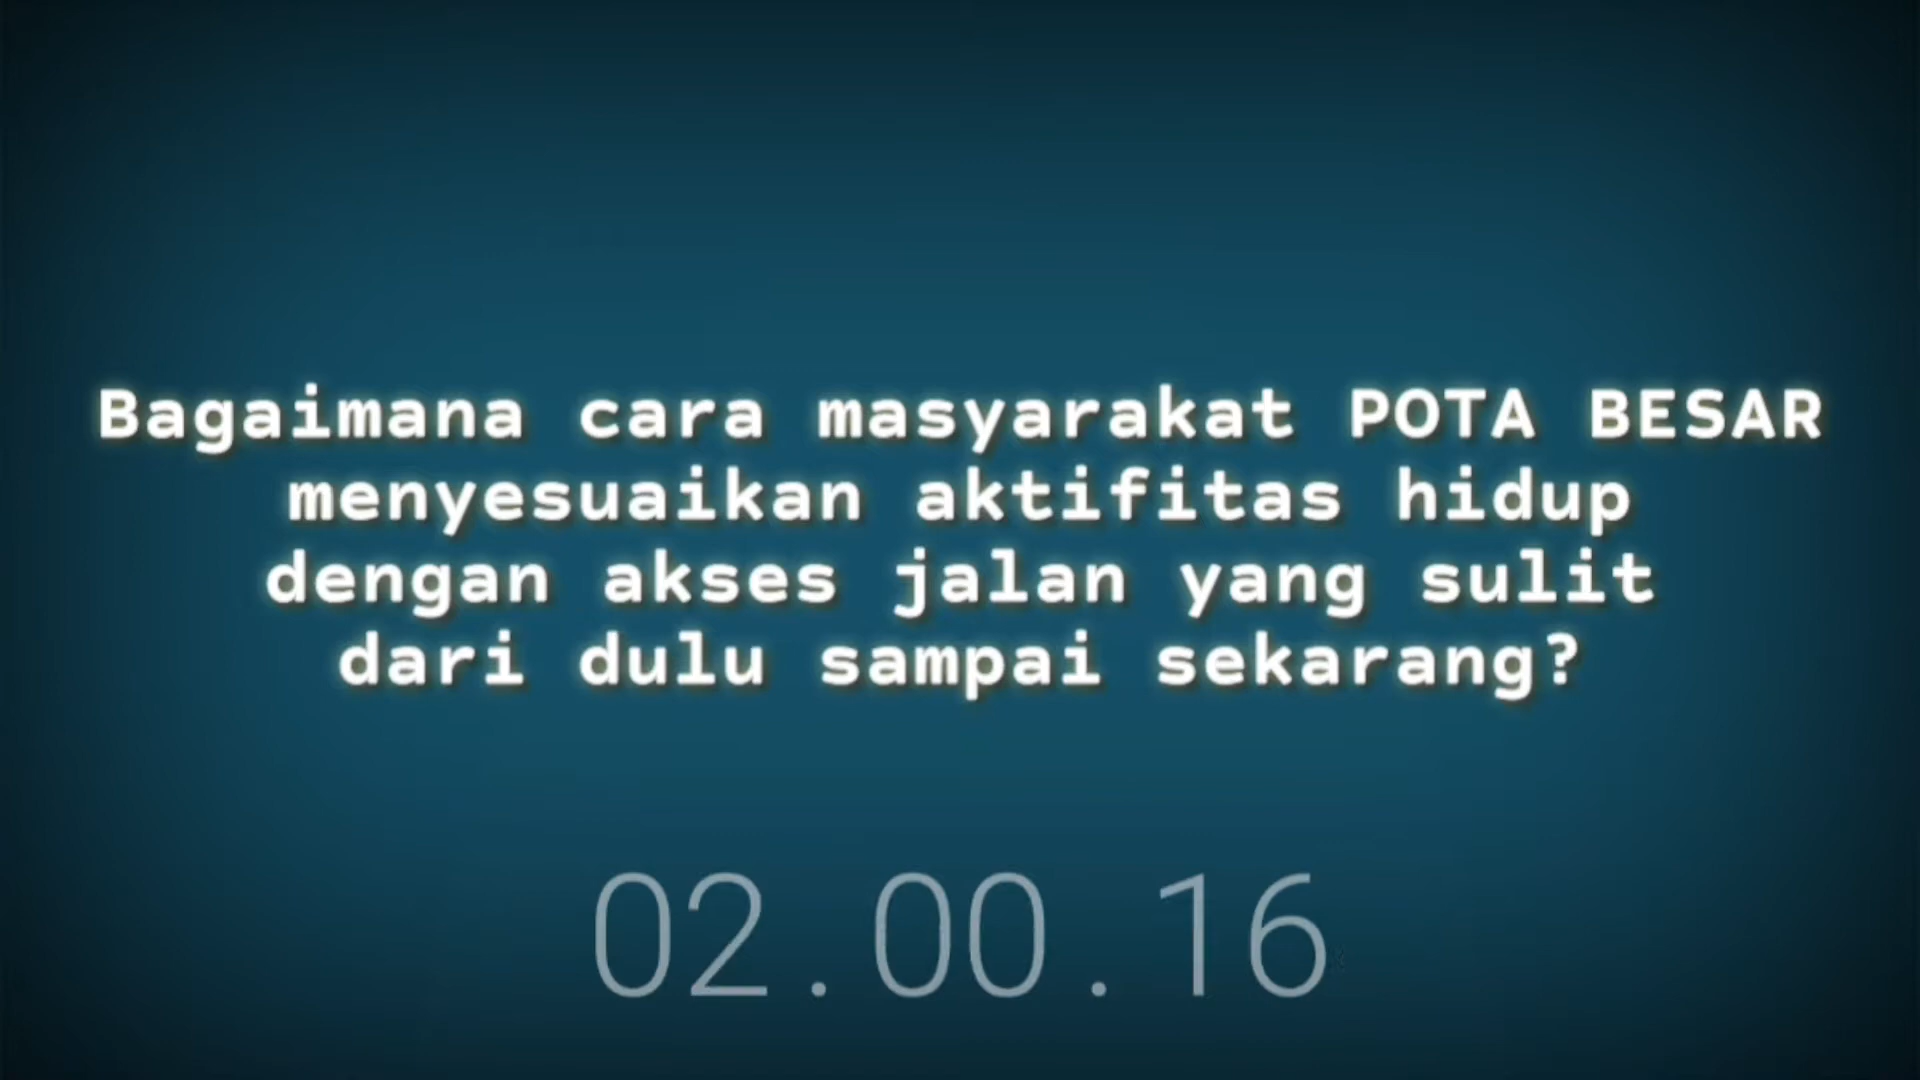 Bagaimana cara masyarakat POTA BESAR
menyesuaikan aktifitas hidup
dengan akses jalan yang sulit
dari dulu sampai sekarang?
02.00.16